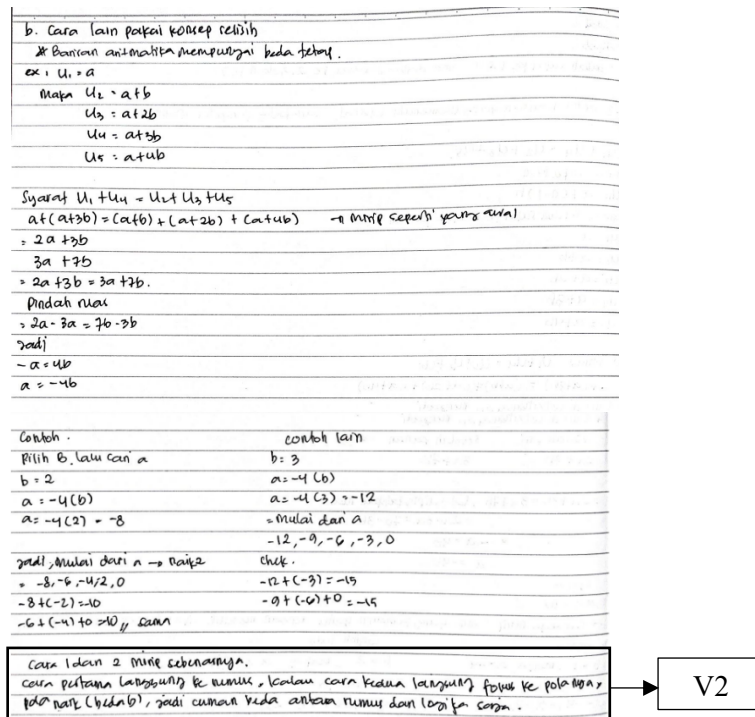 b. Cara lain pakai konsep selisih
* Barisan aritmatika mempunyai beda tetap.
ex: U₁ = a
Maka U₂ = a+b
U₃ = a+2b
U₄ = a+3b
U₅ = a+4b
Syarat U₁ + U₄ = U₂ + U₃ + U₅
a+(a+3b) = (a+b) + (a+2b) + (a+4b) → mirip seperti yang awal
= 2a + 3b
3a + 7b
= 2a + 3b = 3a + 7b.
Pindah ruas
= 2a - 3a = 7b - 3b
Jadi
-a = 4b
a = -4b
Contoh.
Pilih B, lalu cari a
b = 2
a = -4(b)
a = -4(2) = -8
Jadi, mulai dari a → naik 2
= -8, -6, -4, 2, 0
-8 + (-2) = -10
-6 + (-4) + 0 = -10 // sama
contoh lain
b = 3
a = -4(b)
a = -4(3) = -12
= mulai dari a
-12, -9, -6, -3, 0
Chek.
-12 + (-3) = -15
-9 + (-6) + 0 = -15
Cara 1 dan 2 mirip sebenarnya.
Cara pertama langsung ke rumus, kalau cara kedua langsung fokus ke polanya,
pola naik (beda b), jadi cuman beda antara rumus dan logika saja.
V2